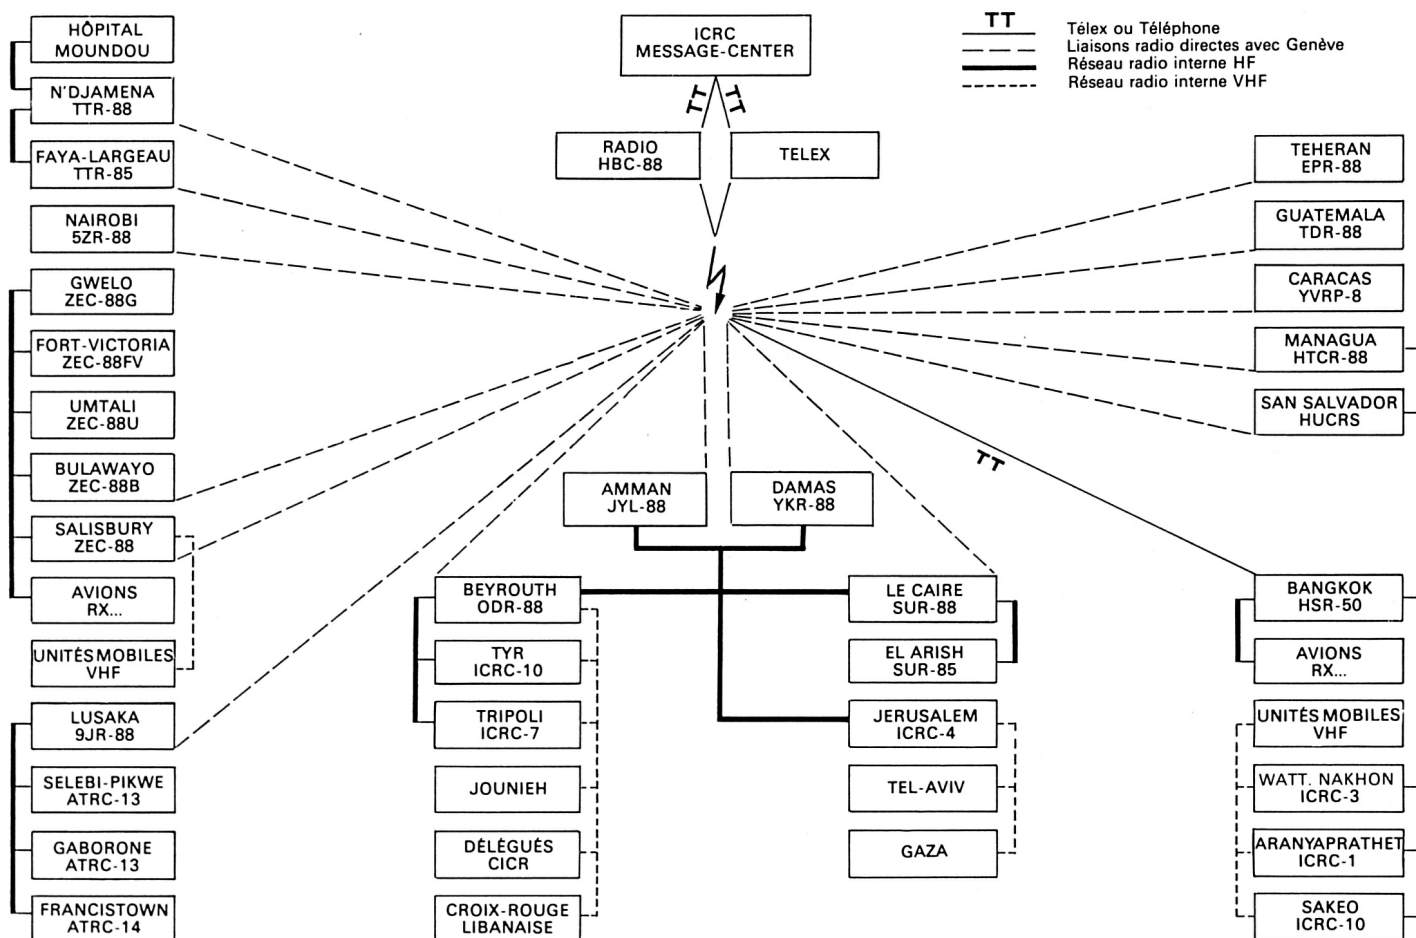 HÔPITAL
MOUNDOU
N'DJAMENA
TTR-88
FAYA-LARGEAU
TTR-85
NAIROBI
5ZR-88
GWELO
ZEC-88G
FORT-VICTORIA
ZEC-88FV
UMTALI
ZEC-88U
BULAWAYO
ZEC-88B
SALISBURY
ZEC-88
AVIONS
RX...
UNITÉS MOBILES
VHF
LUSAKA
9JR-88
SELEBI-PIKWE
ATRC-13
GABORONE
ATRC-13
FRANCISTOWN
ATRC-14
ICRC
MESSAGE-CENTER
TT
TT
RADIO
HBC-88
TELEX
AMMAN
JYL-88
DAMAS
YKR-88
BEYROUTH
ODR-88
TYR
ICRC-10
TRIPOLI
ICRC-7
JOUNIEH
DÉLÉGUÉS
CICR
CROIX-ROUGE
LIBANAISE
LE CAIRE
SUR-88
EL ARISH
SUR-85
JERUSALEM
ICRC-4
TEL-AVIV
GAZA
TT
TT
Télex ou Téléphone
Liaisons radio directes avec Genève
Réseau radio interne HF
Réseau radio interne VHF
TEHERAN
EPR-88
GUATEMALA
TDR-88
CARACAS
YVRP-8
MANAGUA
HTCR-88
SAN SALVADOR
HUCRS
BANGKOK
HSR-50
AVIONS
RX...
UNITÉS MOBILES
VHF
WATT. NAKHON
ICRC-3
ARANYAPRATHET
ICRC-1
SAKEO
ICRC-10